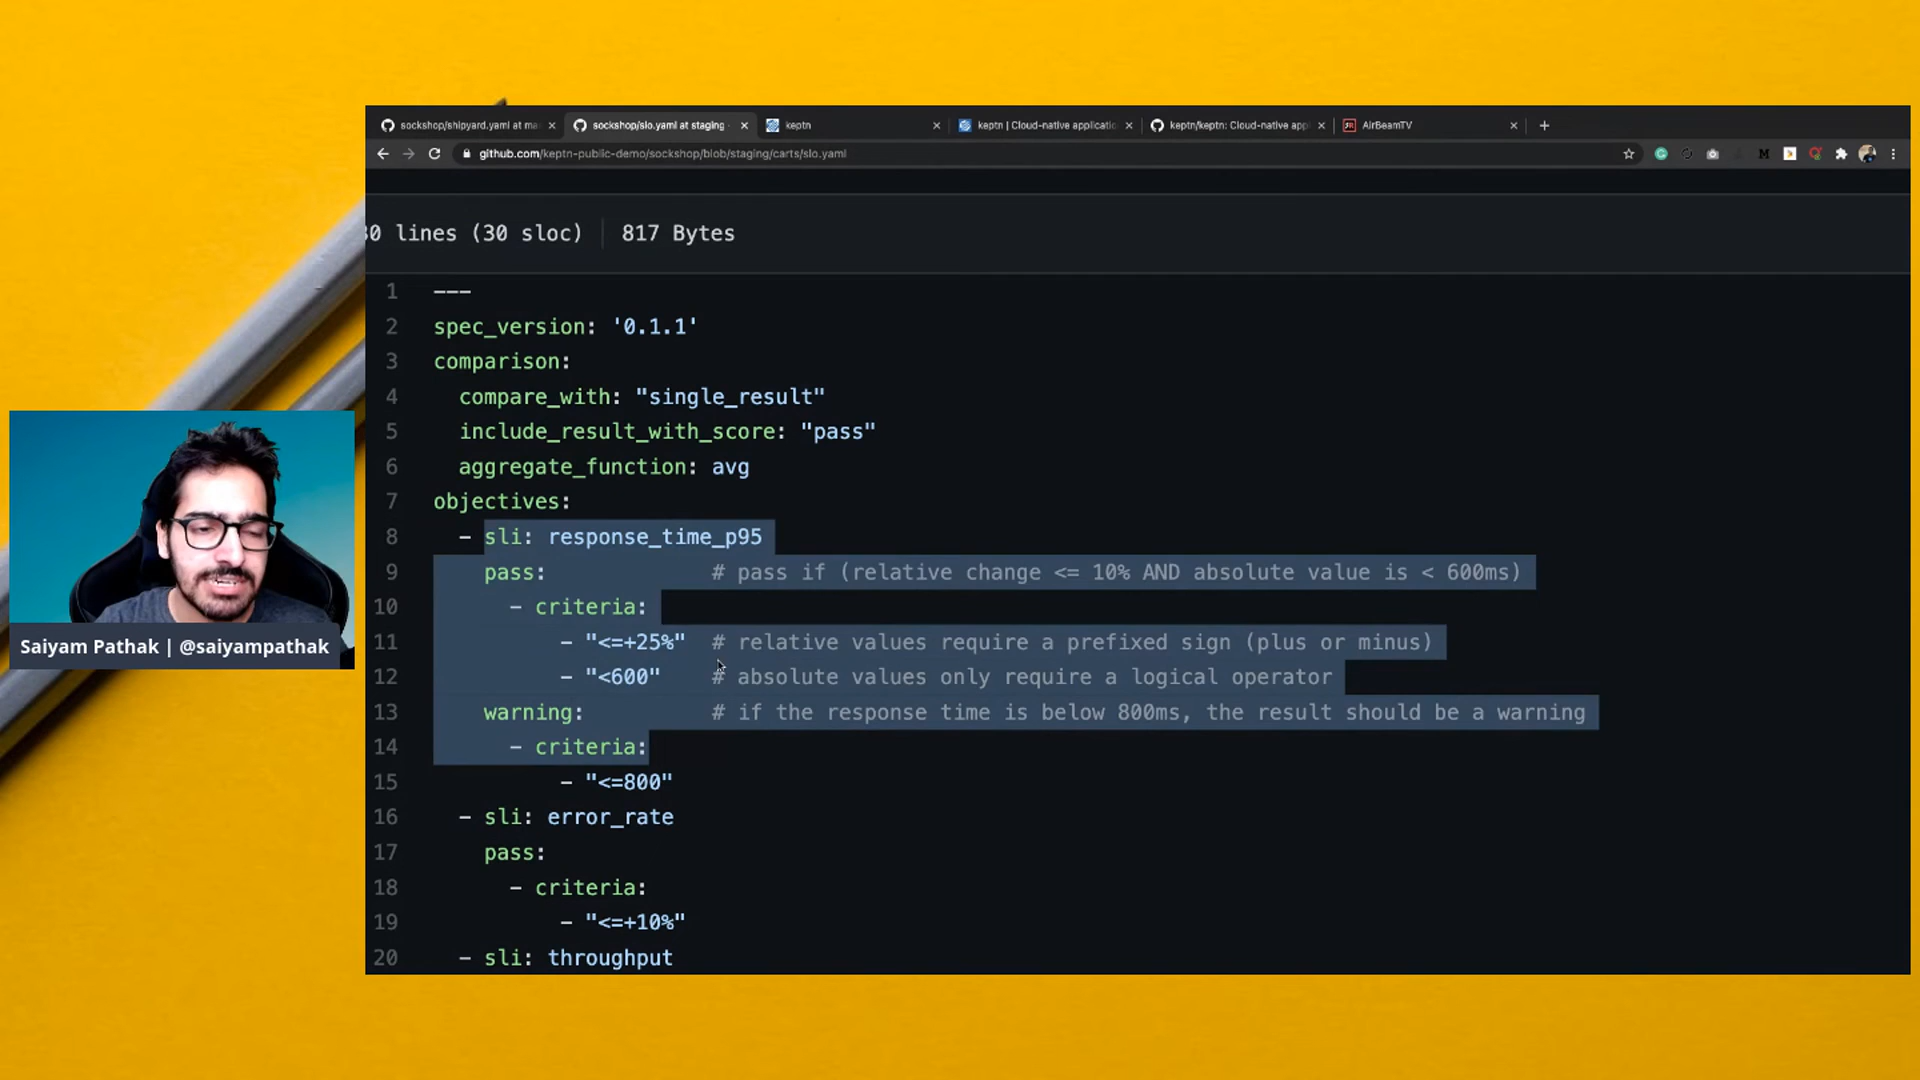 sockshop/shipyard.yaml at ma
sockshop/slo.yaml at staging
keptn
keptn | Cloud-native applicatio
keptn/keptn: Cloud-native app
AirBeamTV
github.com/keptn-public-demo/sockshop/blob/staging/carts/slo.yaml
30 lines (30 sloc) 817 Bytes
1 ---
2 spec_version: '0.1.1'
3 comparison:
4 compare_with: "single_result"
5 include_result_with_score: "pass"
6 aggregate_function: avg
7 objectives:
8 - sli: response_time_p95
9 pass: # pass if (relative change <= 10% AND absolute value is < 600ms)
10 - criteria:
11 - "<=+25%" # relative values require a prefixed sign (plus or minus)
12 - "<600" # absolute values only require a logical operator
13 warning: # if the response time is below 800ms, the result should be a warning
14 - criteria:
15 - "<=800"
16 - sli: error_rate
17 pass:
18 - criteria:
19 - "<=+10%"
20 - sli: throughput
Saiyam Pathak | @saiyampathak